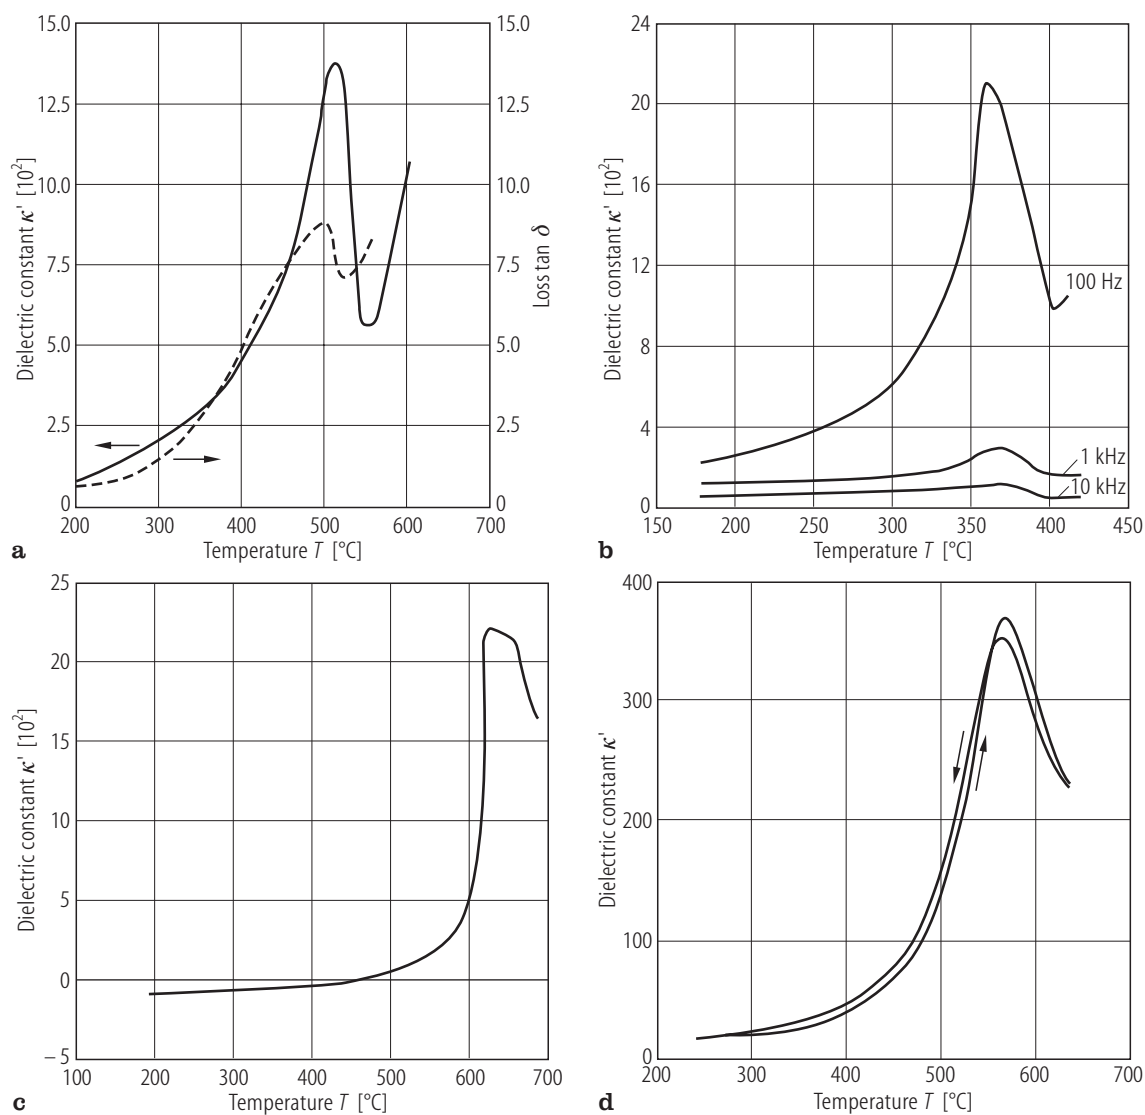 15.0 15.0
12.5 12.5
10.0 10.0
7.5 7.5
5.0 5.0
2.5 2.5
0 0
200 300 400 500 600 700
Dielectric constant κ' [10²]
Loss tan δ
Temperature T [°C]
a
24
20
16
12
8
4
0
150 200 250 300 350 400 450
Dielectric constant κ' [10²]
100 Hz
1 kHz
10 kHz
Temperature T [°C]
b
25
20
15
10
5
0
−5
100 200 300 400 500 600 700
Dielectric constant κ' [10²]
Temperature T [°C]
c
400
300
200
100
0
200 300 400 500 600 700
Dielectric constant κ'
Temperature T [°C]
d